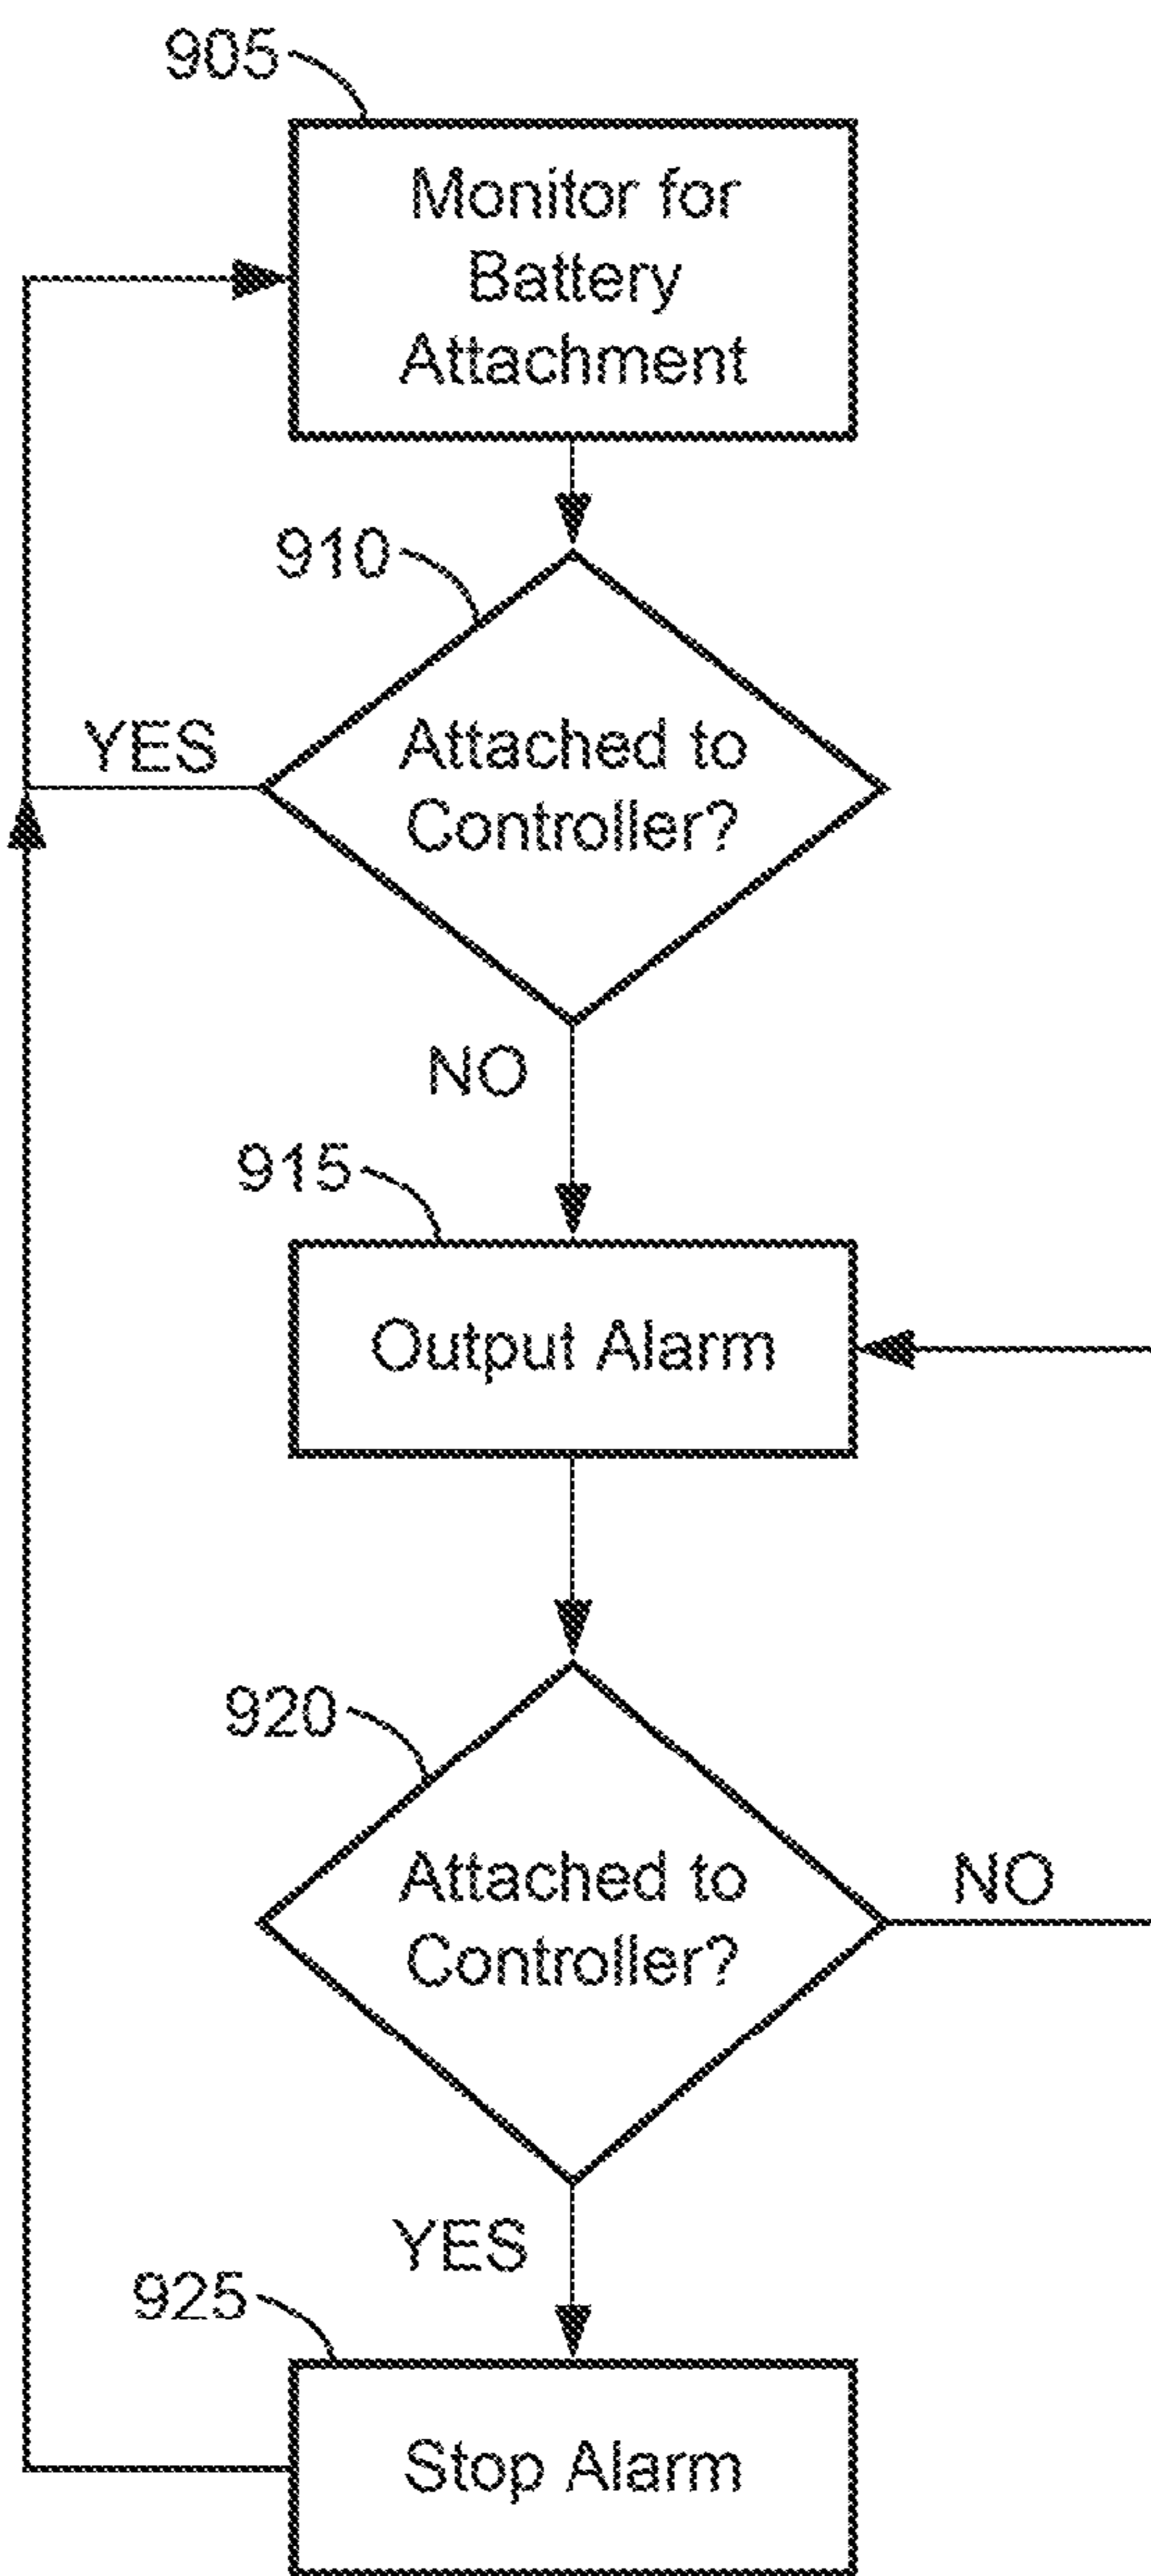 905
Monitor for
Battery
Attachment
910
YES
Attached to
Controller?
NO
915
Output Alarm
920
Attached to
Controller?
NO
YES
925
Stop Alarm